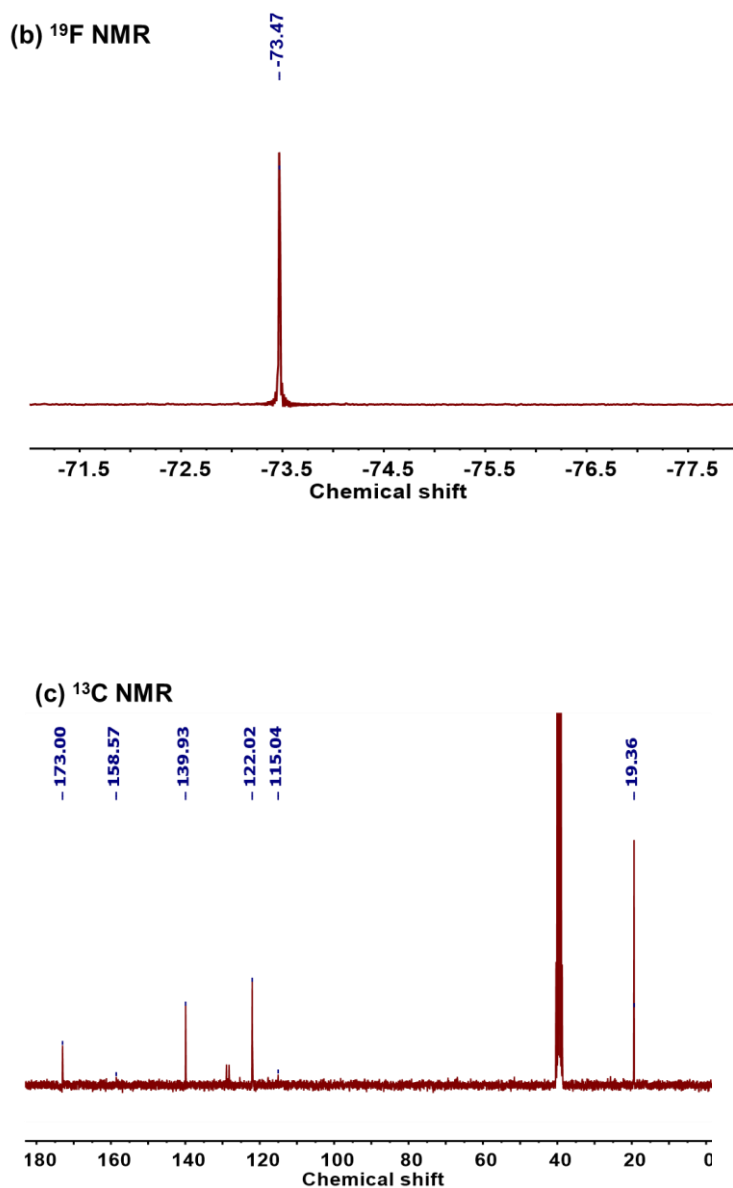 (b) ¹⁹F NMR
-73.47
-71.5 -72.5 -73.5 -74.5 -75.5 -76.5 -77.5
Chemical shift
(c) ¹³C NMR
173.00 158.57 139.93 122.02 115.04 19.36
180 160 140 120 100 80 60 40 20 0
Chemical shift